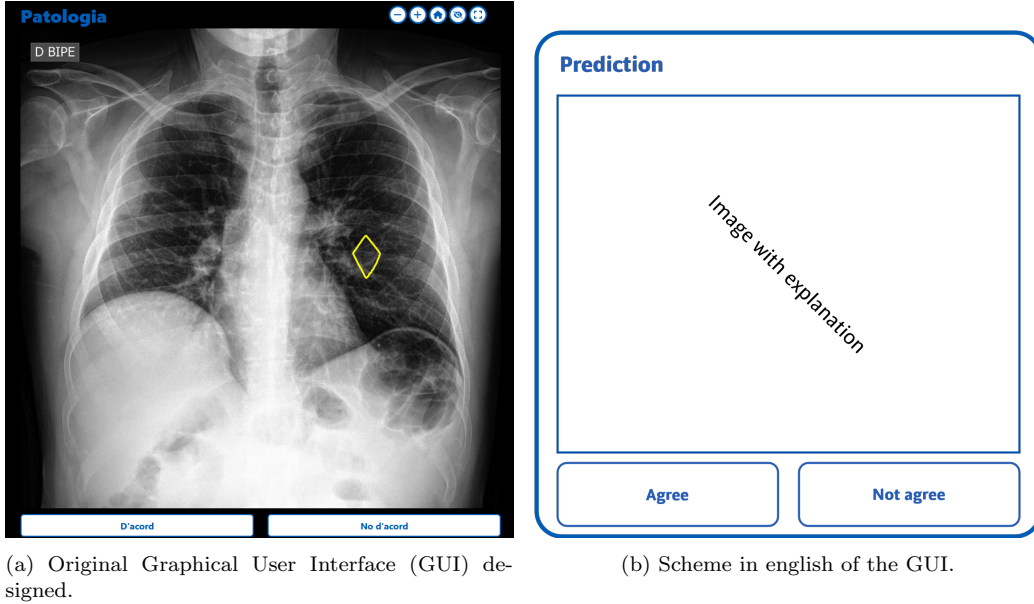 Patologia
D BIPE
D'acord
No d'acord
(a) Original Graphical User Interface (GUI) de-
signed.
Prediction
Image with explanation
Agree
Not agree
(b) Scheme in english of the GUI.